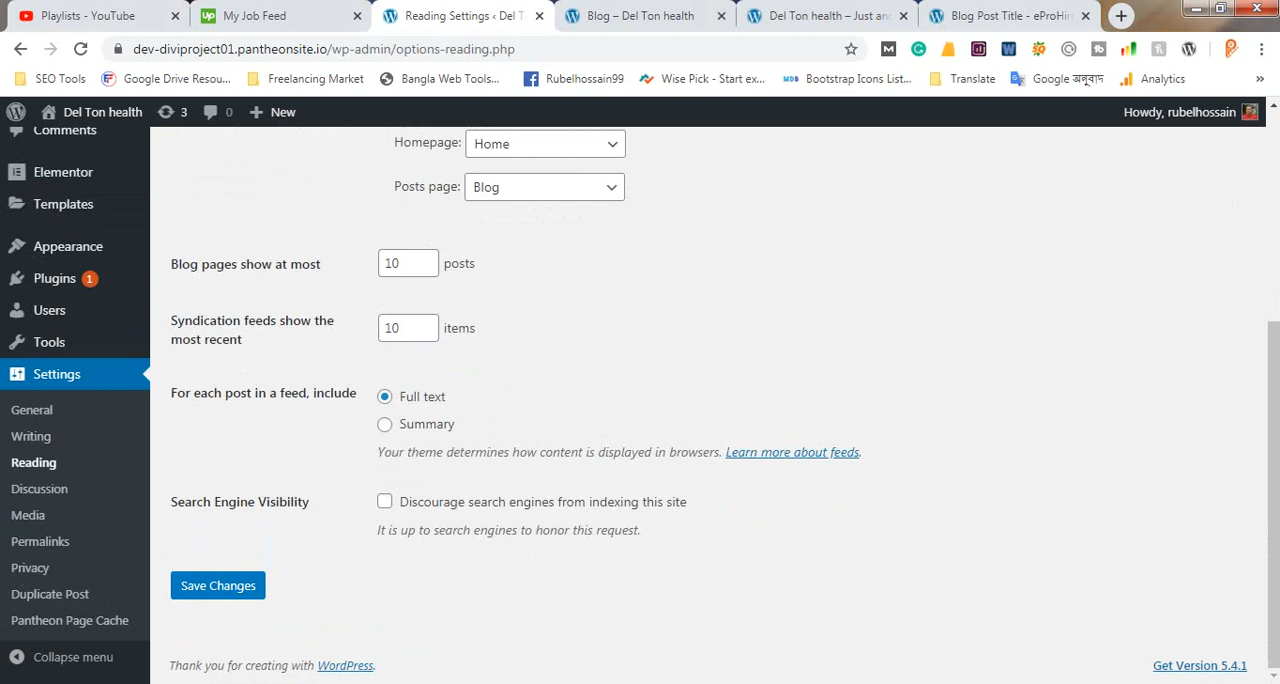 Playlists - YouTube
My Job Feed
Reading Settings ‹ Del T
Blog – Del Ton health
Del Ton health – Just an
Blog Post Title - eProHi
dev-diviproject01.pantheonsite.io/wp-admin/options-reading.php
SEO Tools
Google Drive Resou...
Freelancing Market
Bangla Web Tools...
Rubelhossain99
Wise Pick - Start ex...
Bootstrap Icons List...
Translate
Google অনুবাদ
Analytics
»
Del Ton health
3
0
New
Howdy, rubelhossain
Comments
Elementor
Templates
Appearance
Plugins 1
Users
Tools
Settings
General
Writing
Reading
Discussion
Media
Permalinks
Privacy
Duplicate Post
Pantheon Page Cache
Collapse menu
Homepage: Home
Posts page: Blog
Blog pages show at most 10 posts
Syndication feeds show the
most recent
10 items
For each post in a feed, include
Full text
Summary
Your theme determines how content is displayed in browsers. Learn more about feeds.
Search Engine Visibility
Discourage search engines from indexing this site
It is up to search engines to honor this request.
Save Changes
Thank you for creating with WordPress.
Get Version 5.4.1